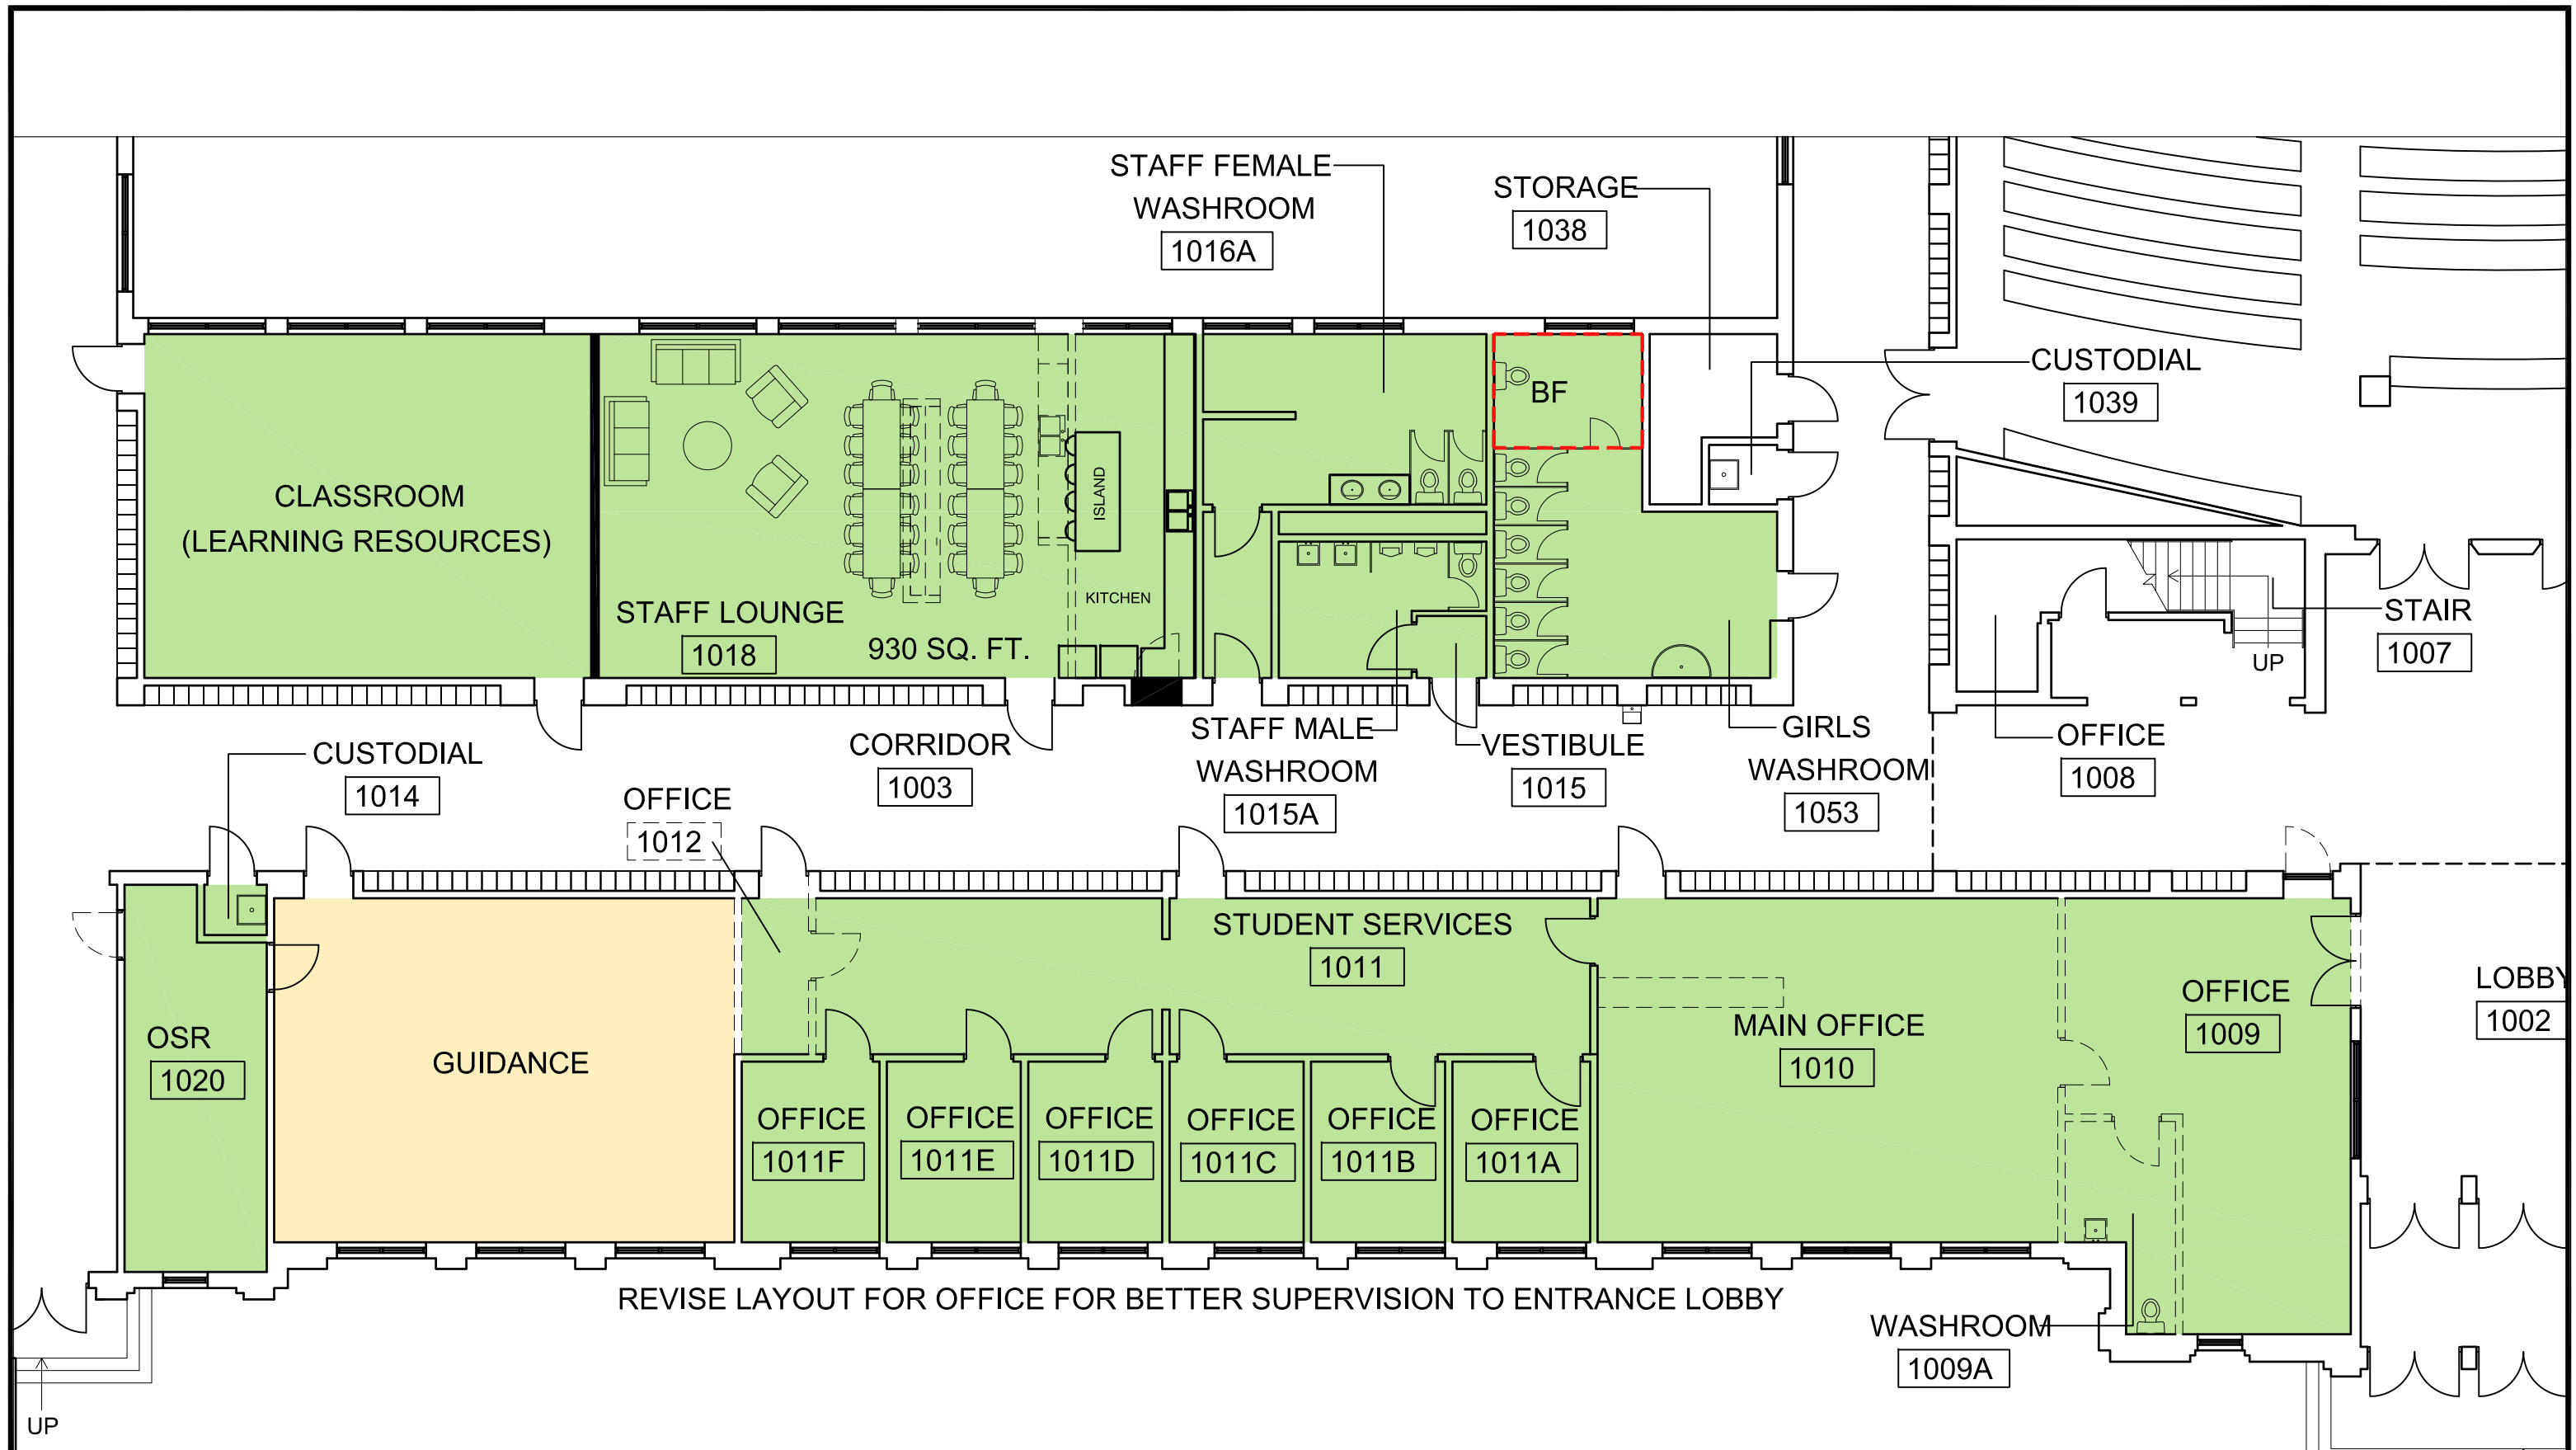 STAFF FEMALE
WASHROOM
1016A
STORAGE
1038
CUSTODIAL
1039
BF
CLASSROOM
(LEARNING RESOURCES)
ISLAND
KITCHEN
STAFF LOUNGE
1018
930 SQ. FT.
STAIR
1007
UP
CUSTODIAL
1014
CORRIDOR
1003
STAFF MALE
WASHROOM
1015A
VESTIBULE
1015
GIRLS
WASHROOM
1053
OFFICE
1008
OFFICE
1012
STUDENT SERVICES
1011
OSR
1020
GUIDANCE
MAIN OFFICE
1010
OFFICE
1009
LOBBY
1002
OFFICE
1011F
OFFICE
1011E
OFFICE
1011D
OFFICE
1011C
OFFICE
1011B
OFFICE
1011A
REVISE LAYOUT FOR OFFICE FOR BETTER SUPERVISION TO ENTRANCE LOBBY
WASHROOM
1009A
UP